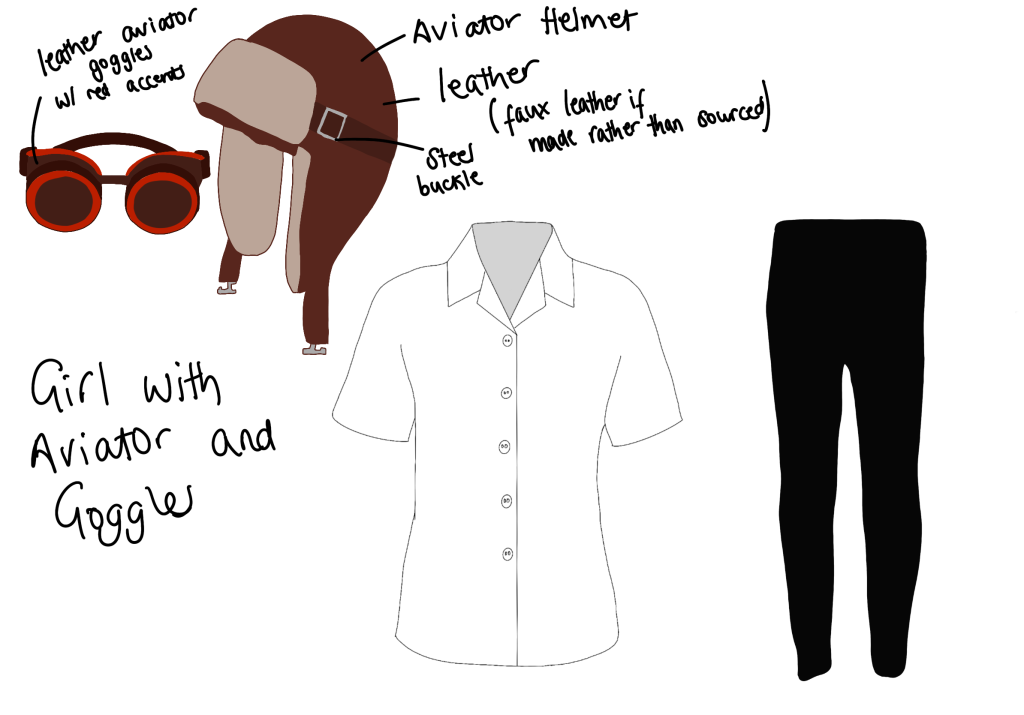 leather aviator
goggles
w/ red accents
Aviator Helmet
leather
(faux leather if
made rather than sourced)
Steel
buckle
Girl with
Aviator and
Goggles